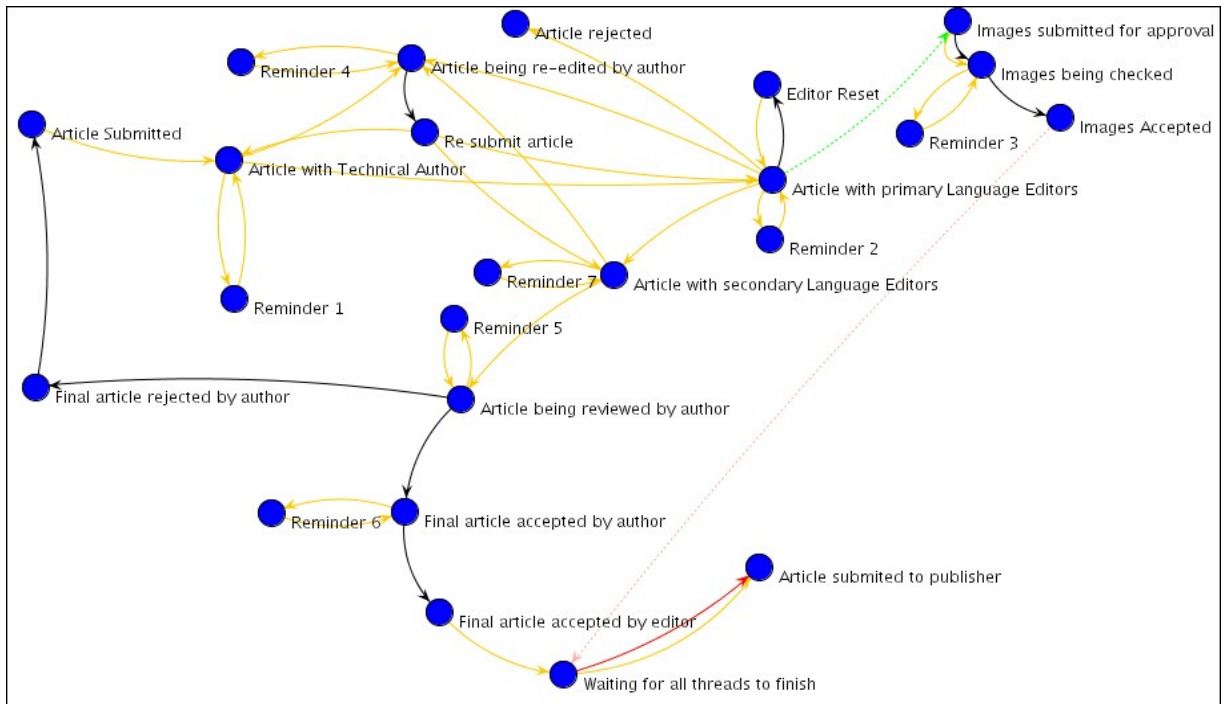 Images submitted for approval
Article rejected
Reminder 4
Article being re-edited by author
Images being checked
Editor Reset
Images Accepted
Article Submitted
Re submit article
Reminder 3
Article with Technical Author
Article with primary Language Editors
Reminder 2
Reminder 7
Article with secondary Language Editors
Reminder 1
Reminder 5
Final article rejected by author
Article being reviewed by author
Reminder 6
Final article accepted by author
Article submited to publisher
Final article accepted by editor
Waiting for all threads to finish